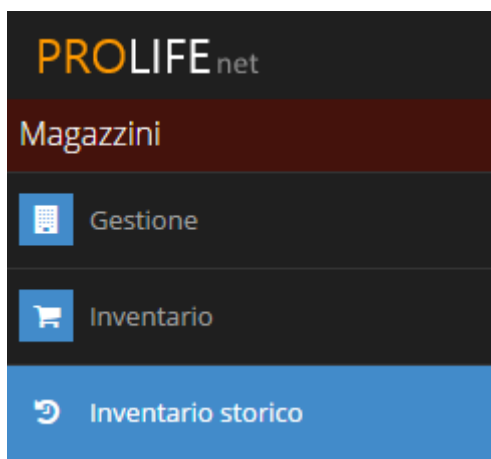 PROLIFE net
Magazzini
Gestione
Inventario
Inventario storico